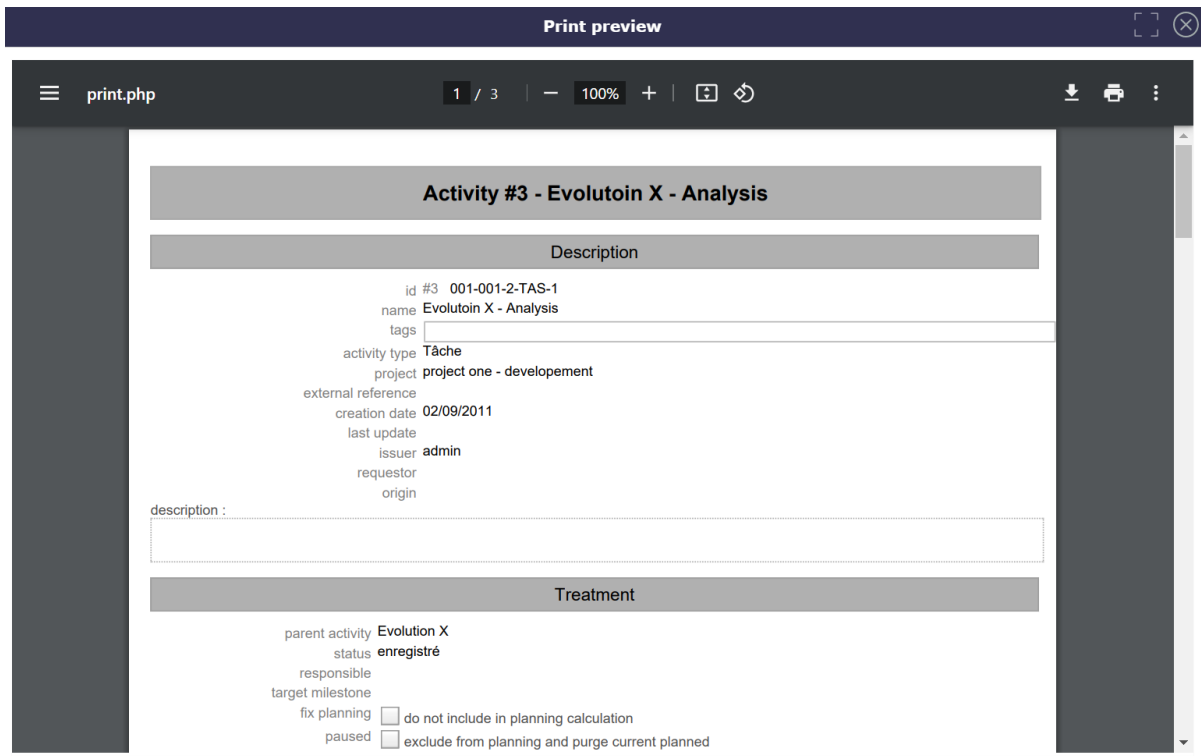 Print preview
print.php 1 / 3 100%
Activity #3 - Evolutoin X - Analysis
Description
id #3 001-001-2-TAS-1
name Evolutoin X - Analysis
tags
activity type Tâche
project project one - developement
external reference
creation date 02/09/2011
last update
issuer admin
requestor
origin
description :
Treatment
parent activity Evolution X
status enregistré
responsible
target milestone
fix planning do not include in planning calculation
paused exclude from planning and purge current planned